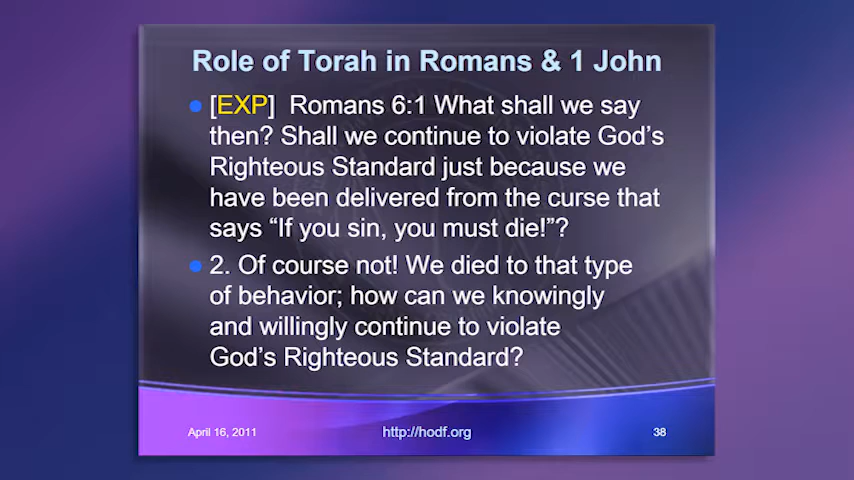 Role of Torah in Romans & 1 John
[EXP] Romans 6:1 What shall we say
then? Shall we continue to violate God's
Righteous Standard just because we
have been delivered from the curse that
says “If you sin, you must die!”?
2. Of course not! We died to that type
of behavior; how can we knowingly
and willingly continue to violate
God's Righteous Standard?
April 16, 2011 http://hodf.org 38